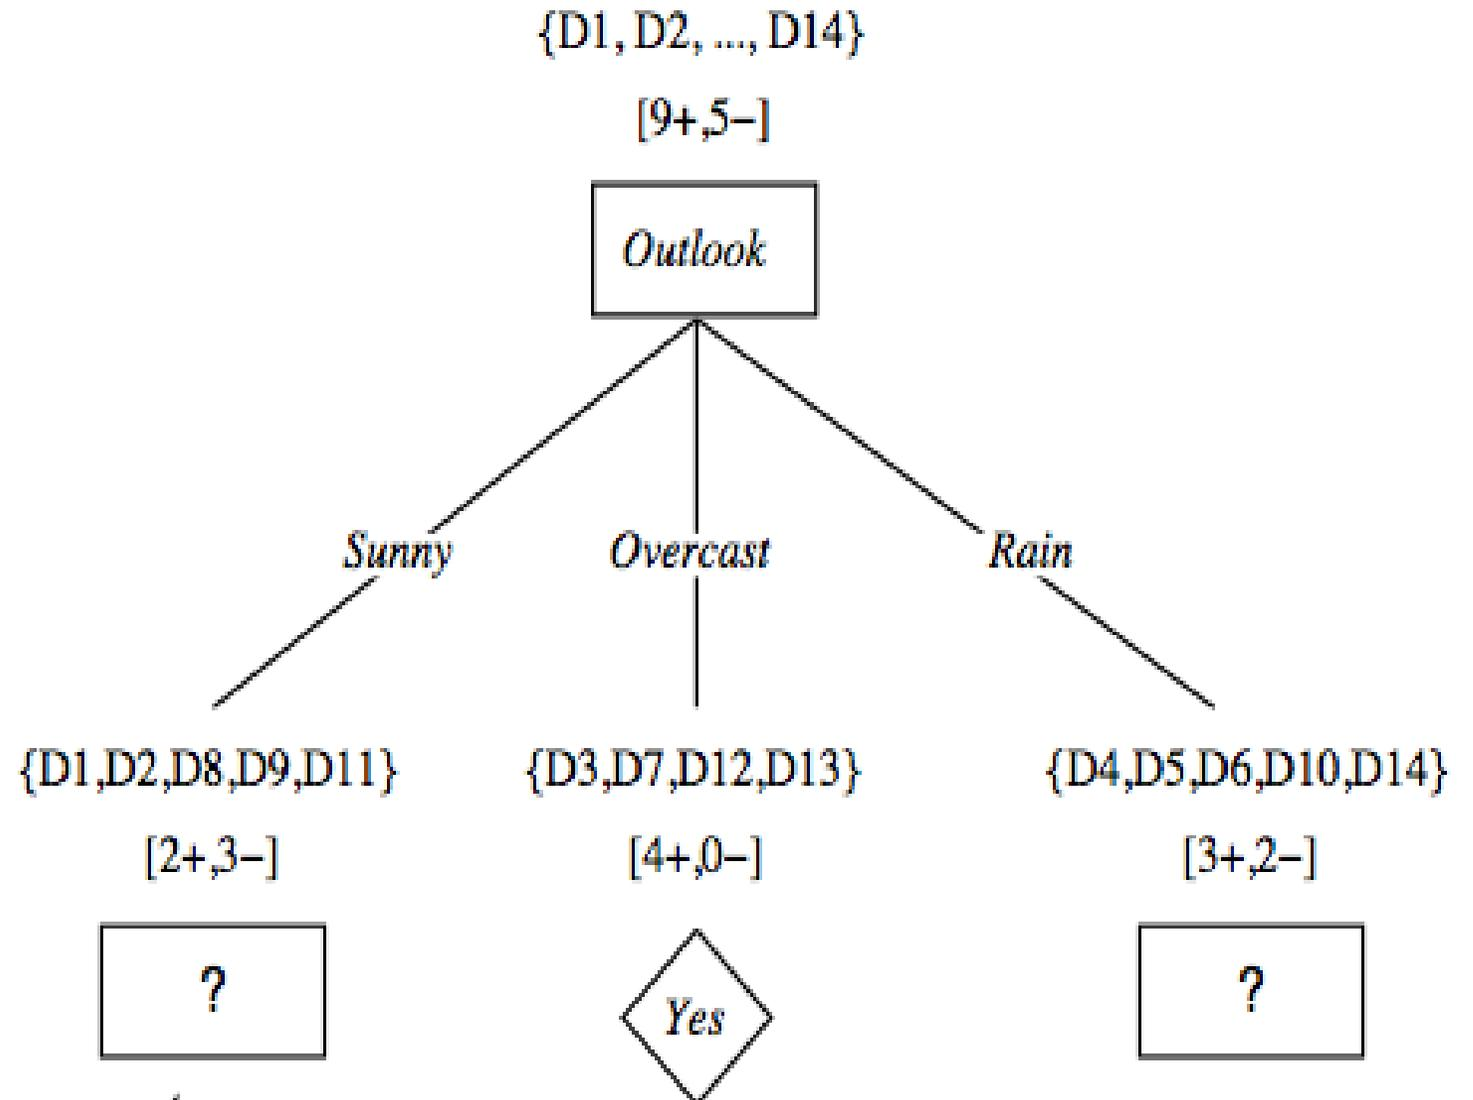 {D1, D2, ..., D14}
[9+,5−]
Outlook
Sunny Overcast Rain
{D1,D2,D8,D9,D11} {D3,D7,D12,D13} {D4,D5,D6,D10,D14}
[2+,3−] [4+,0−] [3+,2−]
? Yes ?